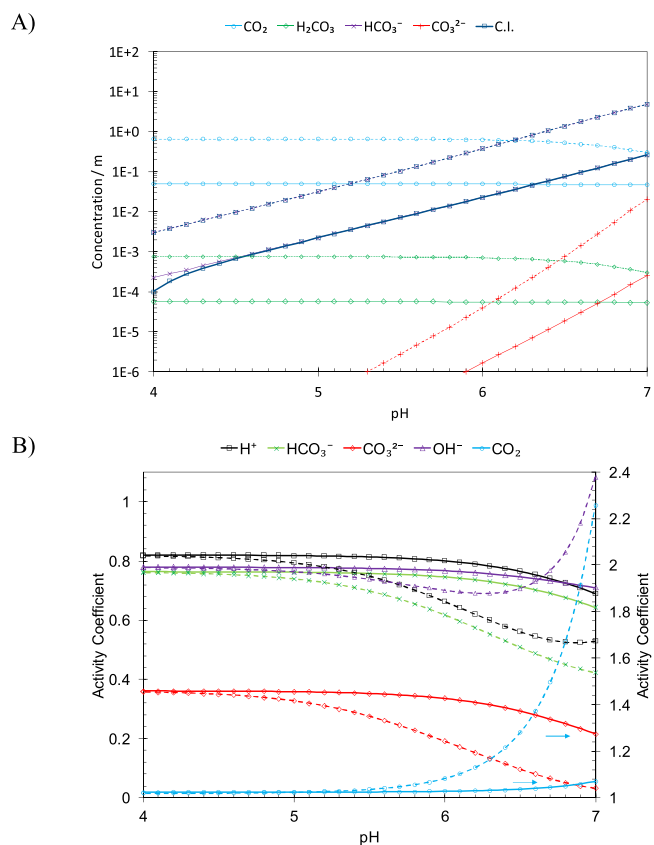 A)
CO₂ H₂CO₃ HCO₃⁻ CO₃²⁻ C.I.
1E+2
1E+1
1E+0
1E-1
1E-2
1E-3
1E-4
1E-5
1E-6
Concentration / m
4 5 6 7
pH
B)
H⁺ HCO₃⁻ CO₃²⁻ OH⁻ CO₂
1
0.8
0.6
0.4
0.2
0
Activity Coefficient
2.4
2.2
2
1.8
1.6
1.4
1.2
1
Activity Coefficient
4 5 6 7
pH